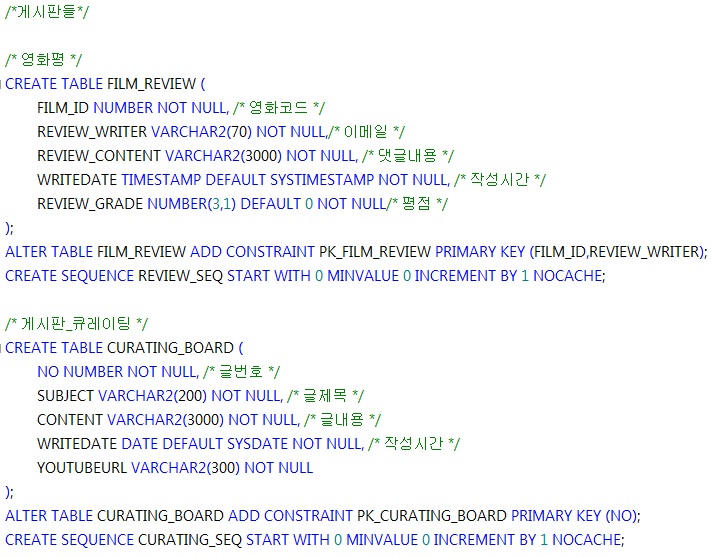 /*게시판들*/
/* 영화평 */
CREATE TABLE FILM_REVIEW (
FILM_ID NUMBER NOT NULL, /* 영화코드 */
REVIEW_WRITER VARCHAR2(70) NOT NULL,/* 이메일 */
REVIEW_CONTENT VARCHAR2(3000) NOT NULL, /* 댓글내용 */
WRITEDATE TIMESTAMP DEFAULT SYSTIMESTAMP NOT NULL, /* 작성시간 */
REVIEW_GRADE NUMBER(3,1) DEFAULT 0 NOT NULL/* 평점 */
);
ALTER TABLE FILM_REVIEW ADD CONSTRAINT PK_FILM_REVIEW PRIMARY KEY (FILM_ID,REVIEW_WRITER);
CREATE SEQUENCE REVIEW_SEQ START WITH 0 MINVALUE 0 INCREMENT BY 1 NOCACHE;
/* 게시판_큐레이팅 */
CREATE TABLE CURATING_BOARD (
NO NUMBER NOT NULL, /* 글번호 */
SUBJECT VARCHAR2(200) NOT NULL, /* 글제목 */
CONTENT VARCHAR2(3000) NOT NULL, /* 글내용 */
WRITEDATE DATE DEFAULT SYSDATE NOT NULL, /* 작성시간 */
YOUTUBEURL VARCHAR2(300) NOT NULL
);
ALTER TABLE CURATING_BOARD ADD CONSTRAINT PK_CURATING_BOARD PRIMARY KEY (NO);
CREATE SEQUENCE CURATING_SEQ START WITH 0 MINVALUE 0 INCREMENT BY 1 NOCACHE;